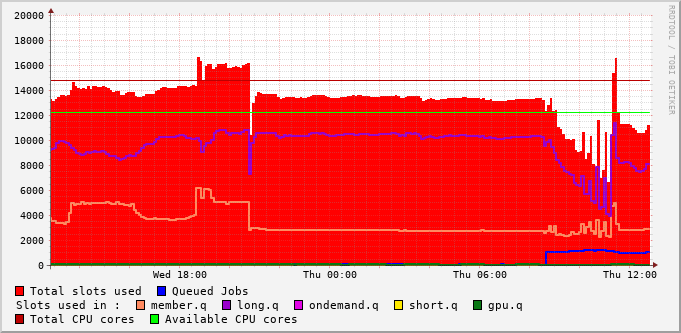 20000
18000
16000
14000
12000
10000
8000
6000
4000
2000
0
Wed 18:00 Thu 00:00 Thu 06:00 Thu 12:00
Total slots used Queued Jobs
Slots used in : member.q long.q ondemand.q short.q gpu.q
Total CPU cores Available CPU cores
RRDTOOL / TOBI OETIKER